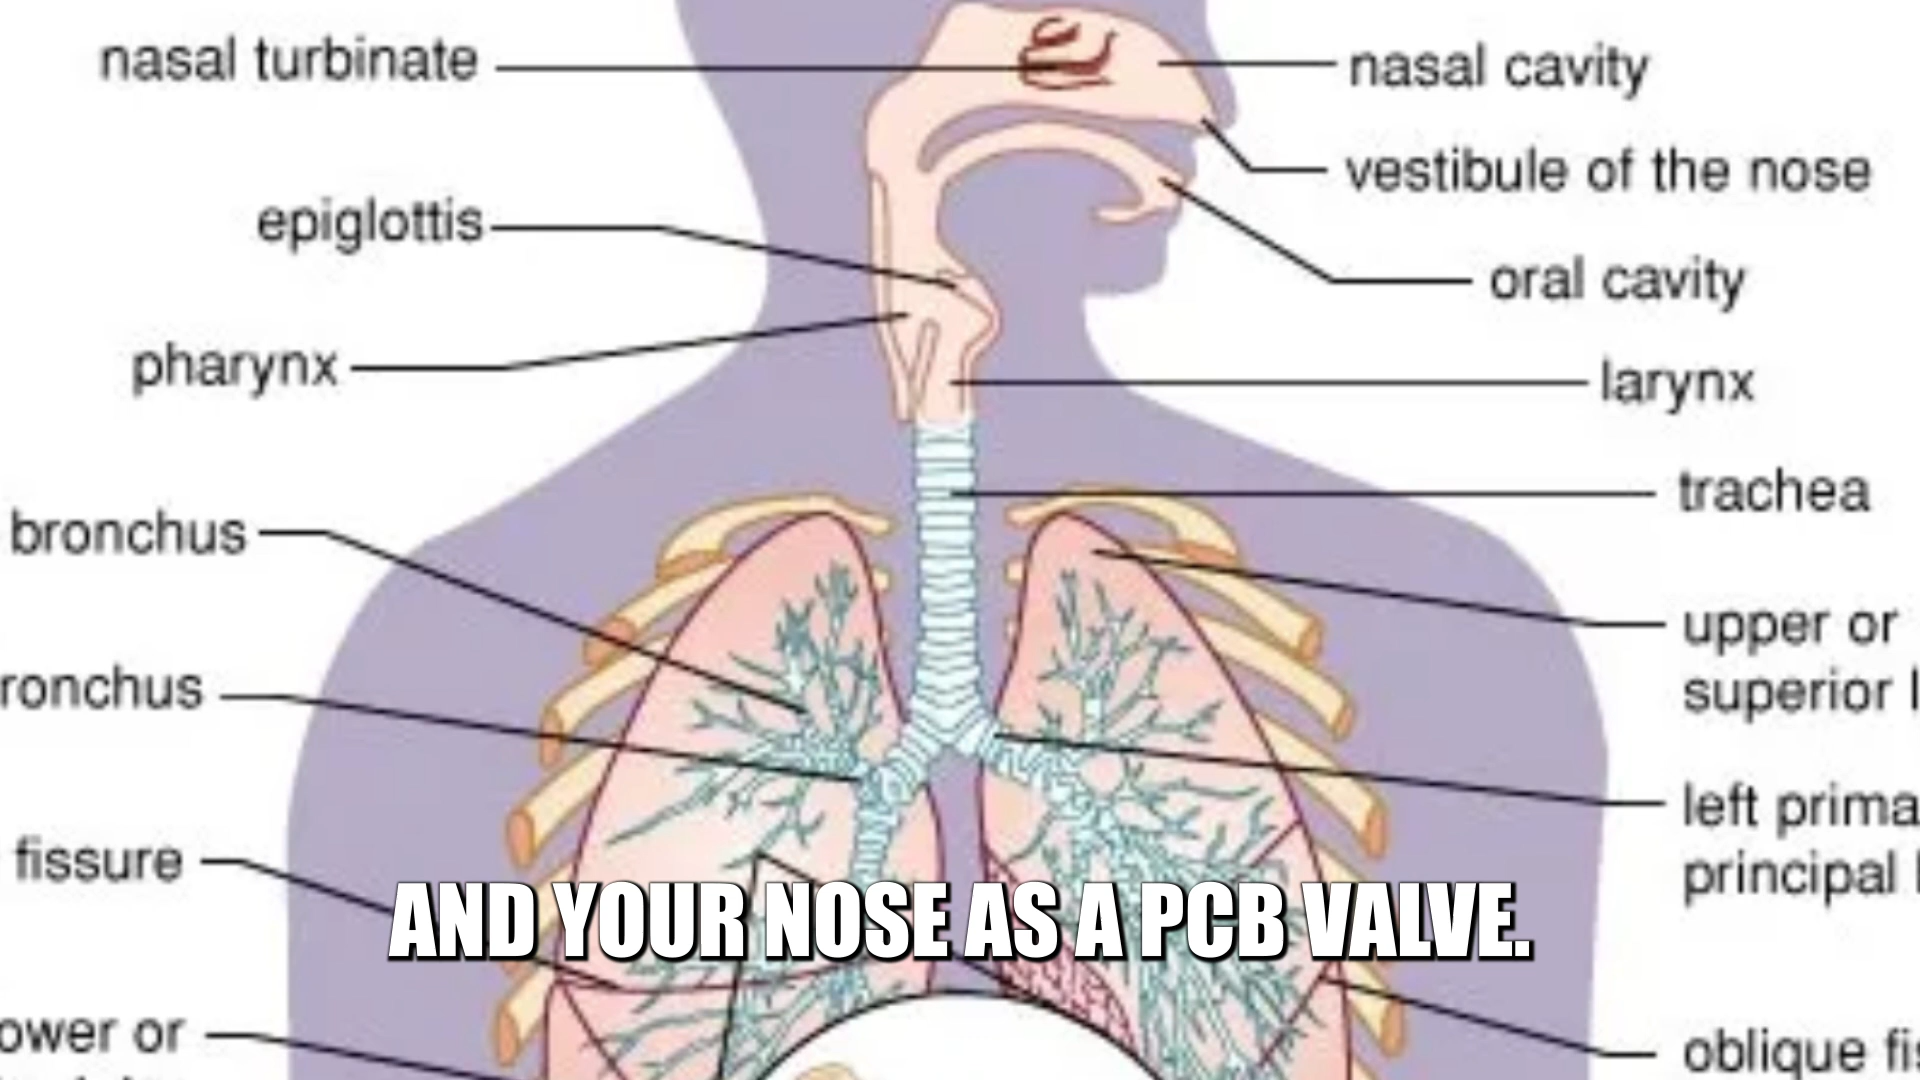 nasal turbinate
nasal cavity
vestibule of the nose
epiglottis
oral cavity
pharynx
larynx
trachea
bronchus
upper or
superior l
ronchus
left prima
principal
fissure
AND YOUR NOSE AS A PCB VALVE.
ower or
oblique fis